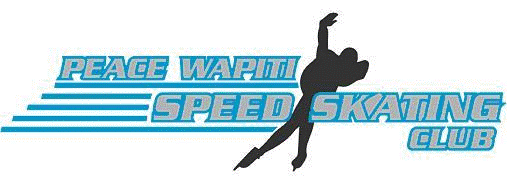 PEACE WAPITI
SPEED SKATING
CLUB